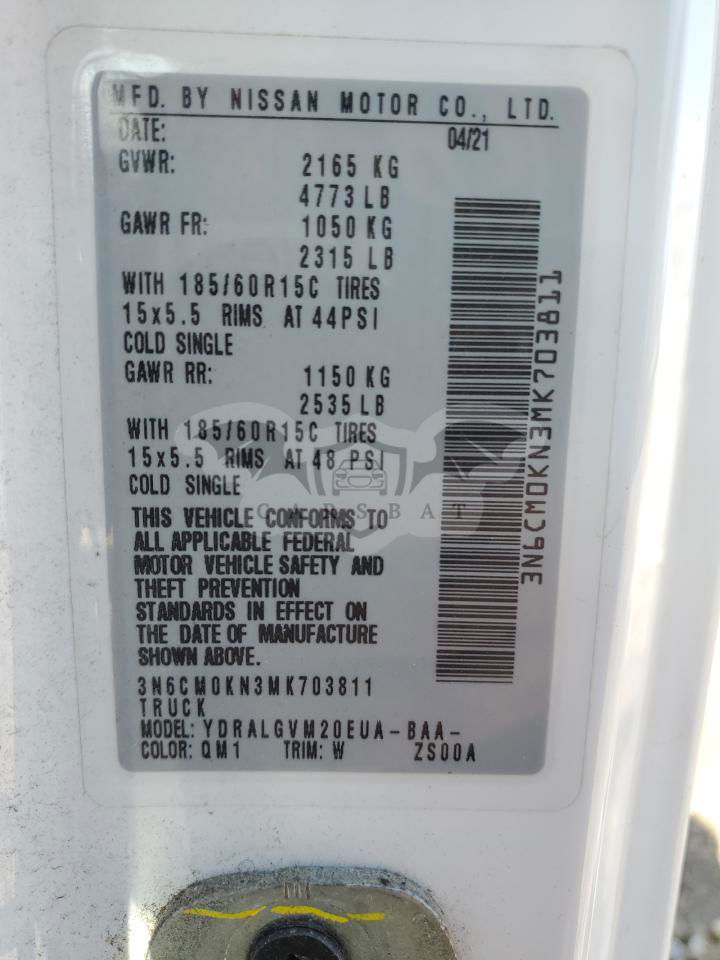 MFD. BY NISSAN MOTOR CO., LTD.
DATE: 04/21
GVWR: 2165 KG
4773 LB
GAWR FR: 1050 KG
2315 LB
WITH 185/60R15C TIRES
15x5.5 RIMS AT 44PSI
COLD SINGLE
GAWR RR: 1150 KG
2535 LB
WITH 185/60R15C TIRES
15x5.5 RIMS AT 48 PSI
COLD SINGLE
CARSBAT
THIS VEHICLE CONFORMS TO
ALL APPLICABLE FEDERAL
MOTOR VEHICLE SAFETY AND
THEFT PREVENTION
STANDARDS IN EFFECT ON
THE DATE OF MANUFACTURE
SHOWN ABOVE.
3N6CM0KN3MK703811
TRUCK
MODEL: YDRALGVM20EUA-BAA-
COLOR: QM1 TRIM: W ZS00A
3N6CM0KN3MK703811